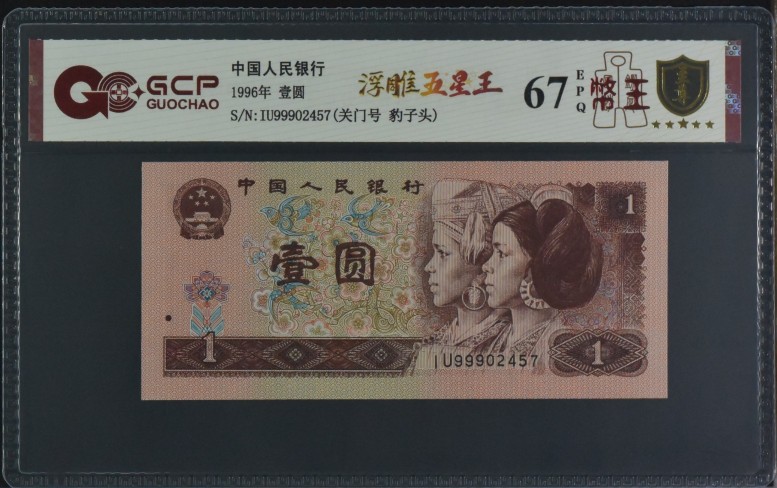 GCP
GUOCHAO
中国人民银行
1996年 壹圆
S/N:IU99902457(关门号 豹子头)
浮雕五星王
67
EPQ
幣王
中国人民银行
1
壹圆
1
IU99902457
1